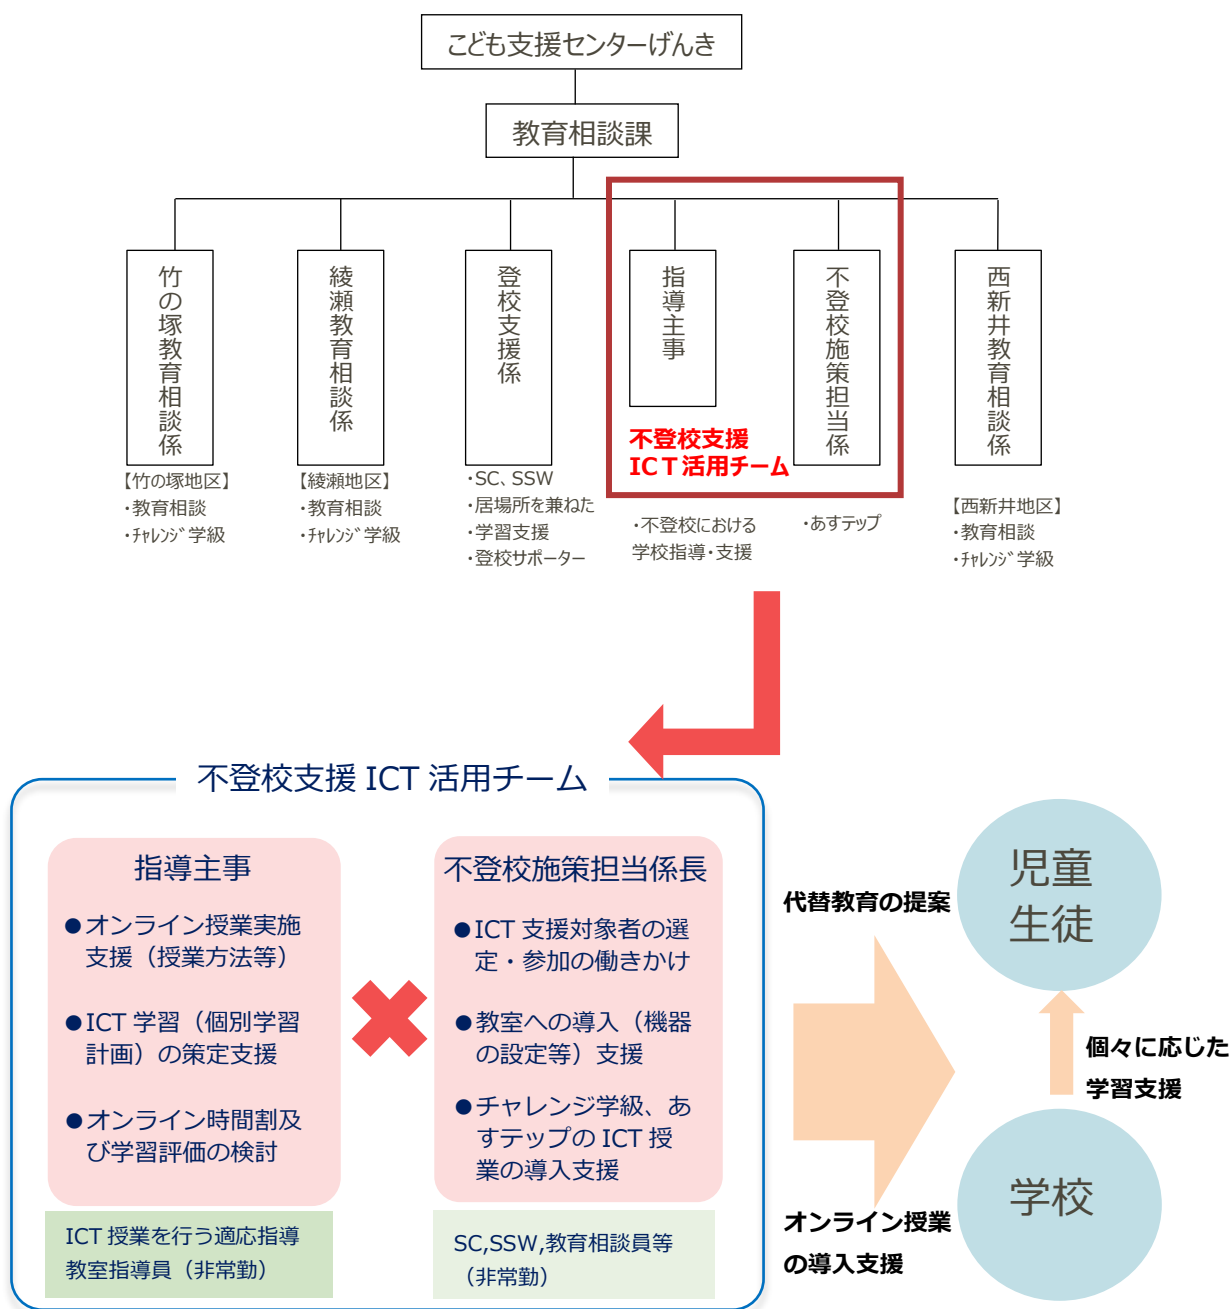 こども支援センターげんき
教育相談課
竹の塚教育相談係
綾瀬教育相談係
登校支援係
指導主事
不登校施策担当係
西新井教育相談係
不登校支援
ICT活用チーム
【竹の塚地区】
・教育相談
・ﾁｬﾚﾝｼﾞ学級
【綾瀬地区】
・教育相談
・ﾁｬﾚﾝｼﾞ学級
・SC、SSW
・居場所を兼ねた
・学習支援
・登校サポーター
・不登校における
学校指導・支援
・あすテップ
【西新井地区】
・教育相談
・ﾁｬﾚﾝｼﾞ学級
不登校支援 ICT 活用チーム
指導主事
●オンライン授業実施
支援（授業方法等）
●ICT 学習（個別学習
計画）の策定支援
●オンライン時間割及
び学習評価の検討
ICT 授業を行う適応指導
教室指導員（非常勤）
不登校施策担当係長
●ICT 支援対象者の選
定・参加の働きかけ
●教室への導入（機器
の設定等）支援
●チャレンジ学級、あ
すテップの ICT 授
業の導入支援
SC,SSW,教育相談員等
（非常勤）
代替教育の提案
オンライン授業
の導入支援
児童
生徒
個々に応じた
学習支援
学校